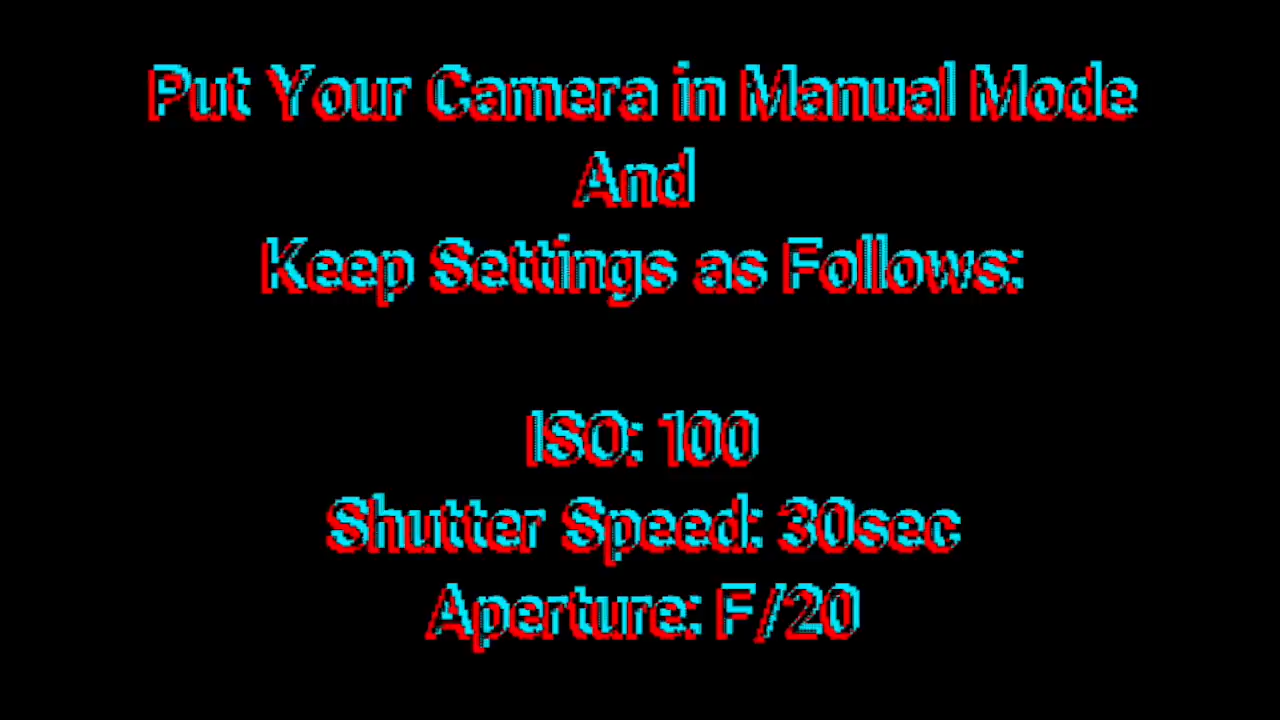 Put Your Camera in Manual Mode
And
Keep Settings as Follows:
ISO: 100
Shutter Speed: 30sec
Aperture: F/20